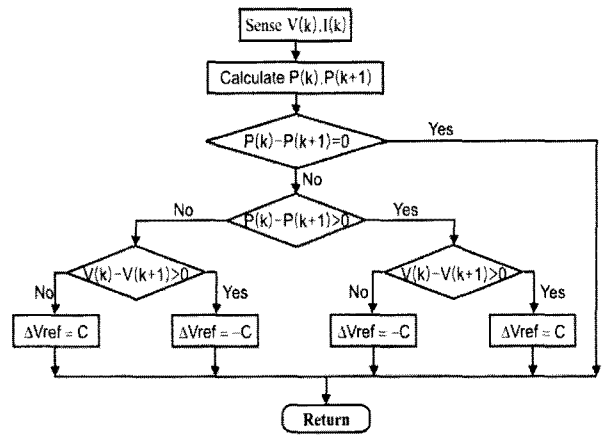 Sense V(k).I(k)
Calculate P(k).P(k+1)
P(k)-P(k+1)=0
Yes
No
P(k)-P(k+1)>0
No
Yes
V(k)-V(k+1)>0
No
Yes
V(k)-V(k+1)>0
No
Yes
ΔVref = C
ΔVref = -C
ΔVref = -C
ΔVref = C
Return